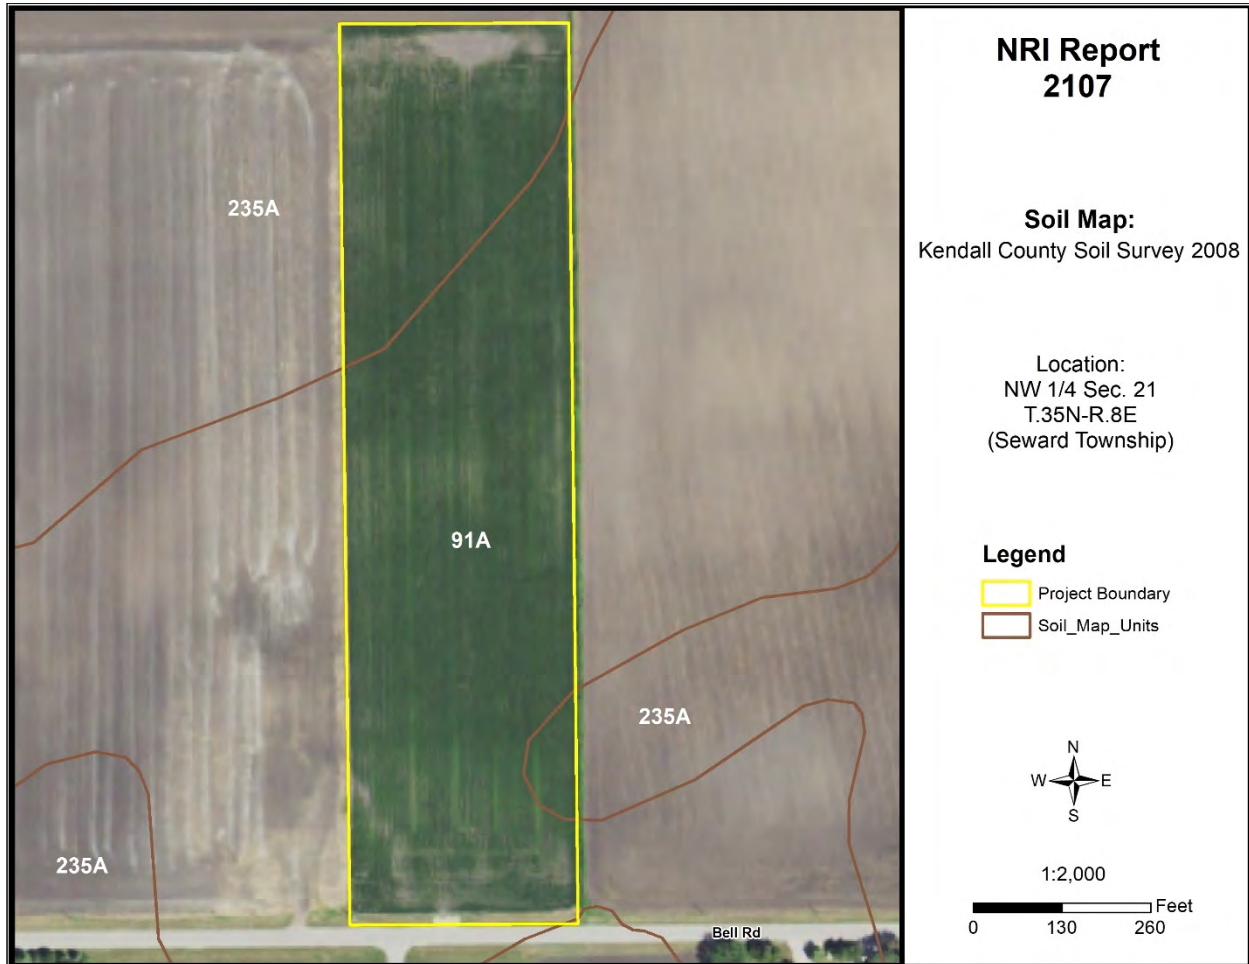 NRI Report
2107
Soil Map:
Kendall County Soil Survey 2008
Location:
NW 1/4 Sec. 21
T.35N-R.8E
(Seward Township)
Legend
Project Boundary
Soil_Map_Units
N
W E
S
1:2,000
Feet
0 130 260
235A
91A
235A
235A
Bell Rd